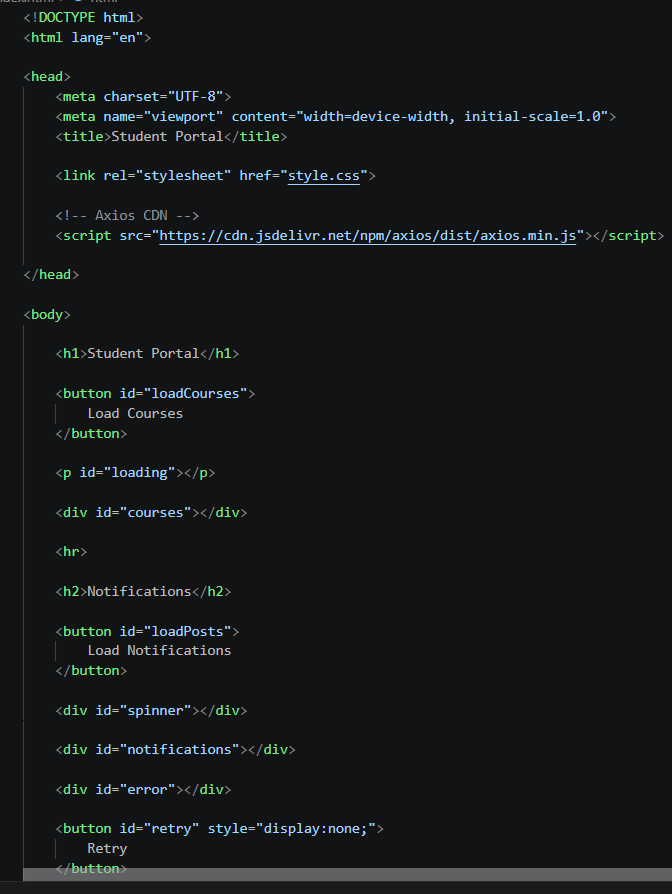 <!DOCTYPE html>
<html lang="en">
<head>
<meta charset="UTF-8">
<meta name="viewport" content="width=device-width, initial-scale=1.0">
<title>Student Portal</title>
<link rel="stylesheet" href="style.css">
<!-- Axios CDN -->
<script src="https://cdn.jsdelivr.net/npm/axios/dist/axios.min.js"></script>
</head>
<body>
<h1>Student Portal</h1>
<button id="loadCourses">
Load Courses
</button>
<p id="loading"></p>
<div id="courses"></div>
<hr>
<h2>Notifications</h2>
<button id="loadPosts">
Load Notifications
</button>
<div id="spinner"></div>
<div id="notifications"></div>
<div id="error"></div>
<button id="retry" style="display:none;">
Retry
</button>